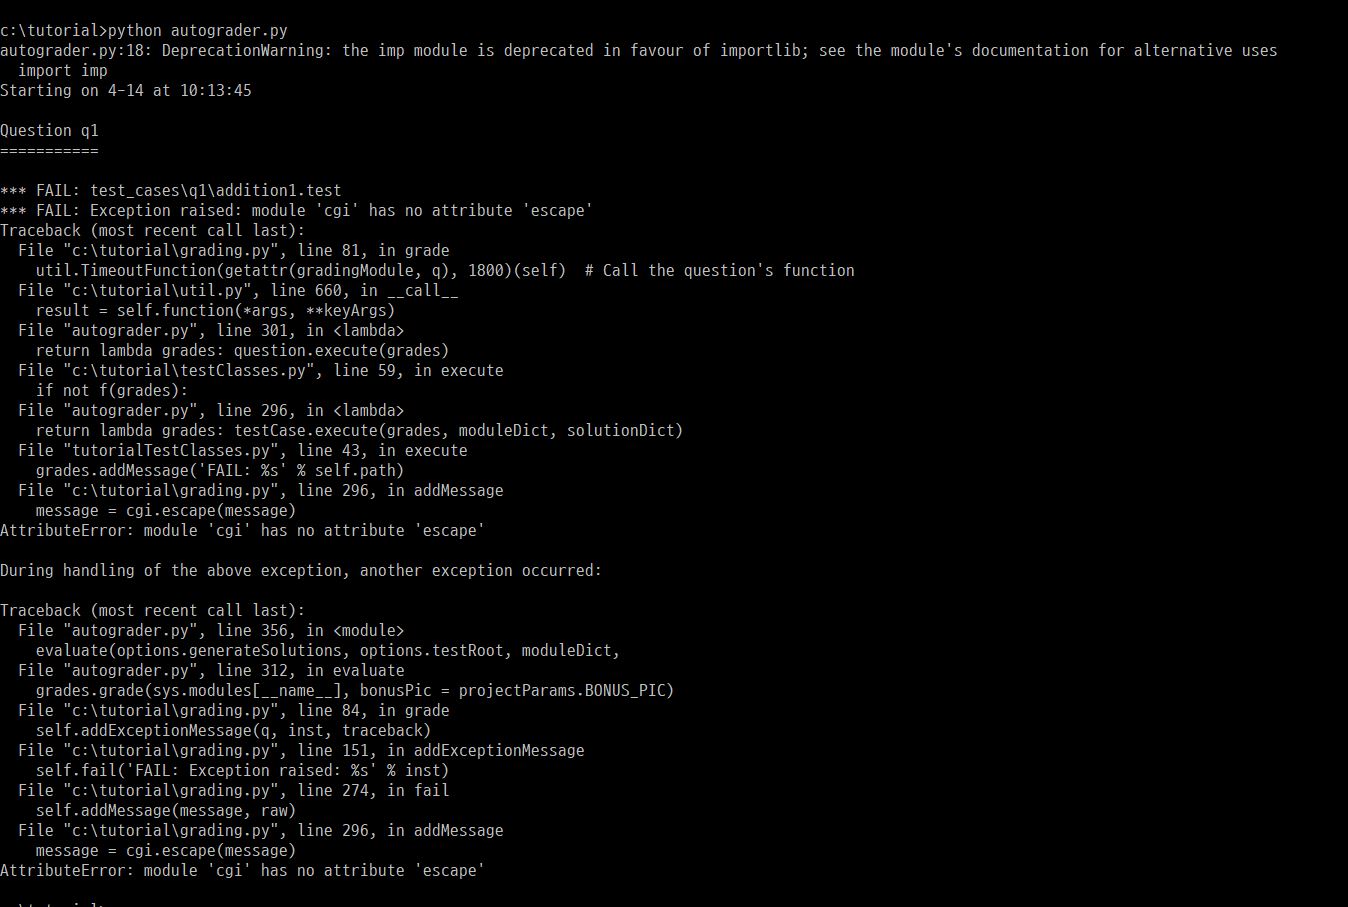 c:\tutorial>python autograder.py
autograder.py:18: DeprecationWarning: the imp module is deprecated in favour of importlib; see the module's documentation for alternative uses
  import imp
Starting on 4-14 at 10:13:45

Question q1
===========

*** FAIL: test_cases\q1\addition1.test
*** FAIL: Exception raised: module 'cgi' has no attribute 'escape'
Traceback (most recent call last):
  File "c:\tutorial\grading.py", line 81, in grade
    util.TimeoutFunction(getattr(gradingModule, q), 1800)(self)  # Call the question's function
  File "c:\tutorial\util.py", line 660, in __call__
    result = self.function(*args, **keyArgs)
  File "autograder.py", line 301, in <lambda>
    return lambda grades: question.execute(grades)
  File "c:\tutorial\testClasses.py", line 59, in execute
    if not f(grades):
  File "autograder.py", line 296, in <lambda>
    return lambda grades: testCase.execute(grades, moduleDict, solutionDict)
  File "tutorialTestClasses.py", line 43, in execute
    grades.addMessage('FAIL: %s' % self.path)
  File "c:\tutorial\grading.py", line 296, in addMessage
    message = cgi.escape(message)
AttributeError: module 'cgi' has no attribute 'escape'

During handling of the above exception, another exception occurred:

Traceback (most recent call last):
  File "autograder.py", line 356, in <module>
    evaluate(options.generateSolutions, options.testRoot, moduleDict,
  File "autograder.py", line 312, in evaluate
    grades.grade(sys.modules[__name__], bonusPic = projectParams.BONUS_PIC)
  File "c:\tutorial\grading.py", line 84, in grade
    self.addExceptionMessage(q, inst, traceback)
  File "c:\tutorial\grading.py", line 151, in addExceptionMessage
    self.fail('FAIL: Exception raised: %s' % inst)
  File "c:\tutorial\grading.py", line 274, in fail
    self.addMessage(message, raw)
  File "c:\tutorial\grading.py", line 296, in addMessage
    message = cgi.escape(message)
AttributeError: module 'cgi' has no attribute 'escape'